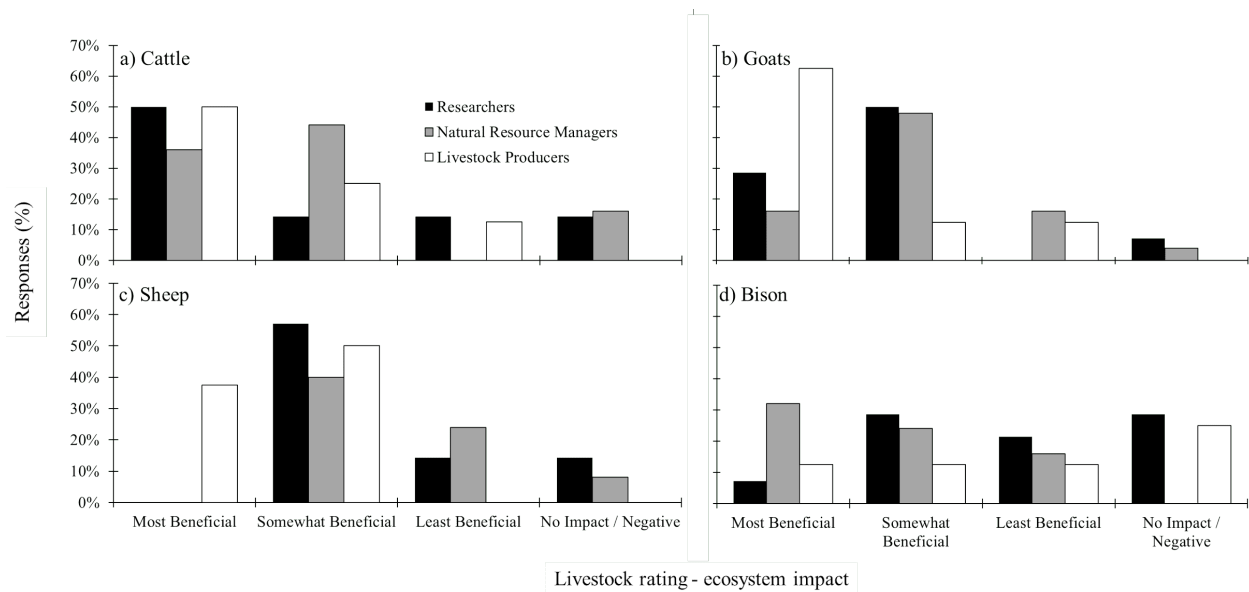 a) Cattle
70%
60%
50%
40%
30%
20%
10%
0%
Researchers
Natural Resource Managers
Livestock Producers
b) Goats
Responses (%)
c) Sheep
70%
60%
50%
40%
30%
20%
10%
0%
Most Beneficial
Somewhat Beneficial
Least Beneficial
No Impact / Negative
d) Bison
Most Beneficial
Somewhat
Beneficial
Least Beneficial
No Impact /
Negative
Livestock rating - ecosystem impact